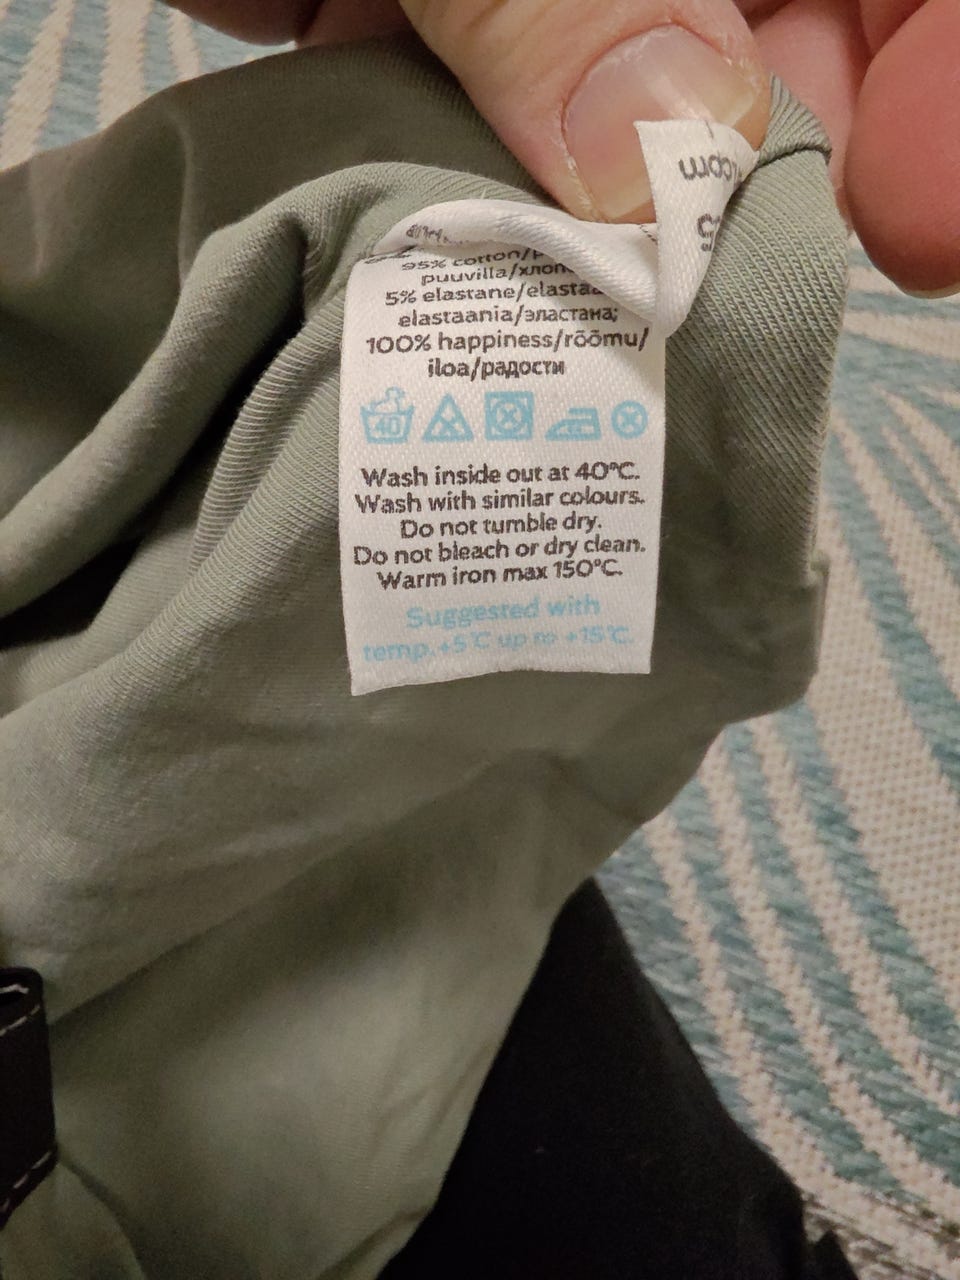 .com
95% cotton/
puuvilla/хлоп
5% elastane/elasta
elastaania/эластана;
100% happiness/rõõmu/
iloa/радости
40
Wash inside out at 40°C.
Wash with similar colours.
Do not tumble dry.
Do not bleach or dry clean.
Warm iron max 150°C.
Suggested with
temp.+5°C up to +15°C.